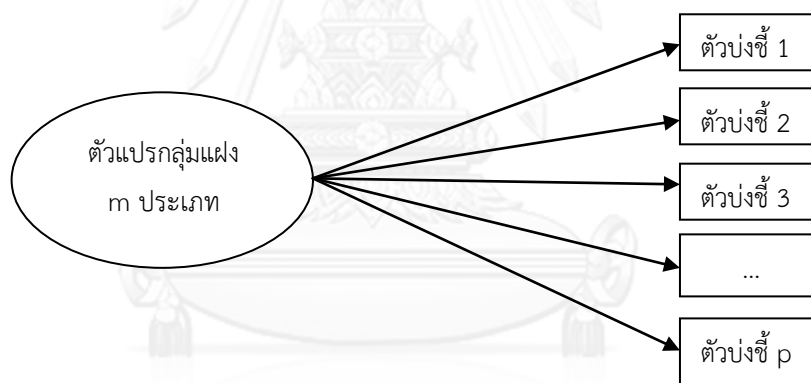 ตัวแปรกลุ่มแฝง
m ประเภท
ตัวบ่งชี้ 1
ตัวบ่งชี้ 2
ตัวบ่งชี้ 3
...
ตัวบ่งชี้ p